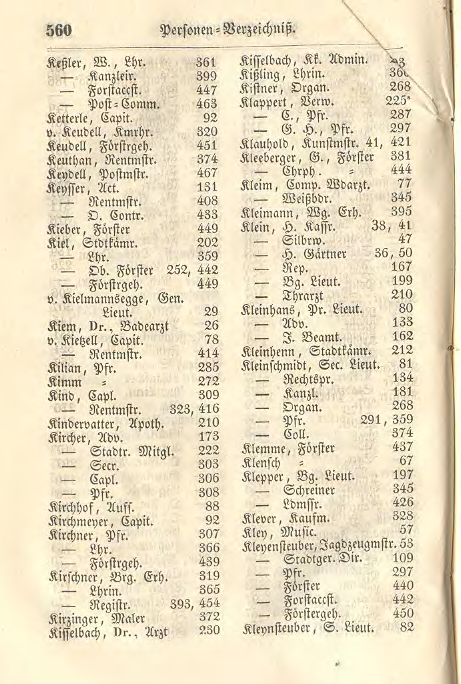 560 Personen-Verzeichniß.
Keßler, W., Lhr. 361
— Kanzleir. 399
— Forstaccst. 447
— Post-Comm. 463
Ketterle, Capit. 92
v. Keudell, Kmrhr. 320
Keudell, Förstrgeh. 451
Keuthan, Rentmstr. 374
Keydell, Postmstr. 467
Keysser, Act. 131
— Rentmstr. 408
— O. Contr. 433
Kieber, Förster 449
Kiel, Stdtkämr. 202
— Lhr. 359
— Ob. Förster 252, 442
— Förstrgeh. 449
v. Kielmannsegge, Gen.
Lieut. 29
Kiem, Dr., Badearzt 26
v. Kietzell, Capit. 78
— Rentmstr. 414
Kilian, Pfr. 285
Kimm = 272
Kind, Capl. 309
— Rentmstr. 323, 416
Kindervatter, Apoth. 210
Kircher, Adv. 173
— Stadtr. Mitgl. 222
— Secr. 303
— Capl. 306
— Pfr. 308
Kirchhof, Auff. 88
Kirchmeyer, Capit. 92
Kirchner, Pfr. 307
— Lhr. 366
— Förstrgeh. 439
Kirschner, Brg. Erh. 319
— Lhrin. 365
— Registr. 393, 454
Kirzinger, Maler 372
Kisselbach, Dr., Arzt 230
Kisselbach, Kf. Admin.
Kißling, Lhrin.
Kistner, Organ. 268
Klappert, Verw. 225
— C., Pfr. 287
— G. H., Pfr. 297
Klauhold, Kunstmstr. 41, 421
Kleeberger, G., Förster 381
— Chrph. = 444
Kleim, Comp. Wdarzt. 77
— Weißbdr. 345
Kleimann, Wg. Erh. 395
Klein, H. Kassr. 38, 41
— Silbrw. 47
— H. Gärtner 36, 50
— Rep. 167
— Bg. Lieut. 199
— Thrarzt 210
Kleinhans, Pr. Lieut. 80
— Adv. 133
— J. Beamt. 162
Kleinhenn, Stadtkämr. 212
Kleinschmidt, Sec. Lieut. 81
— Rechtspr. 134
— Kanzl. 181
— Organ. 268
— Pfr. 291, 359
— Coll. 374
Klemme, Förster 437
Klensch = 67
Klepper, Bg. Lieut. 197
— Schreiner 345
— Ldmssr. 426
Klever, Kaufm. 328
Kley, Music. 57
Kleyensteuber, Jagdzeugmstr. 53
— Stadtger. Dir. 109
— Pfr. 297
— Förster 440
— Forstaccst. 442
— Förstergeh. 450
Kleynsteuber, S. Lieut. 82